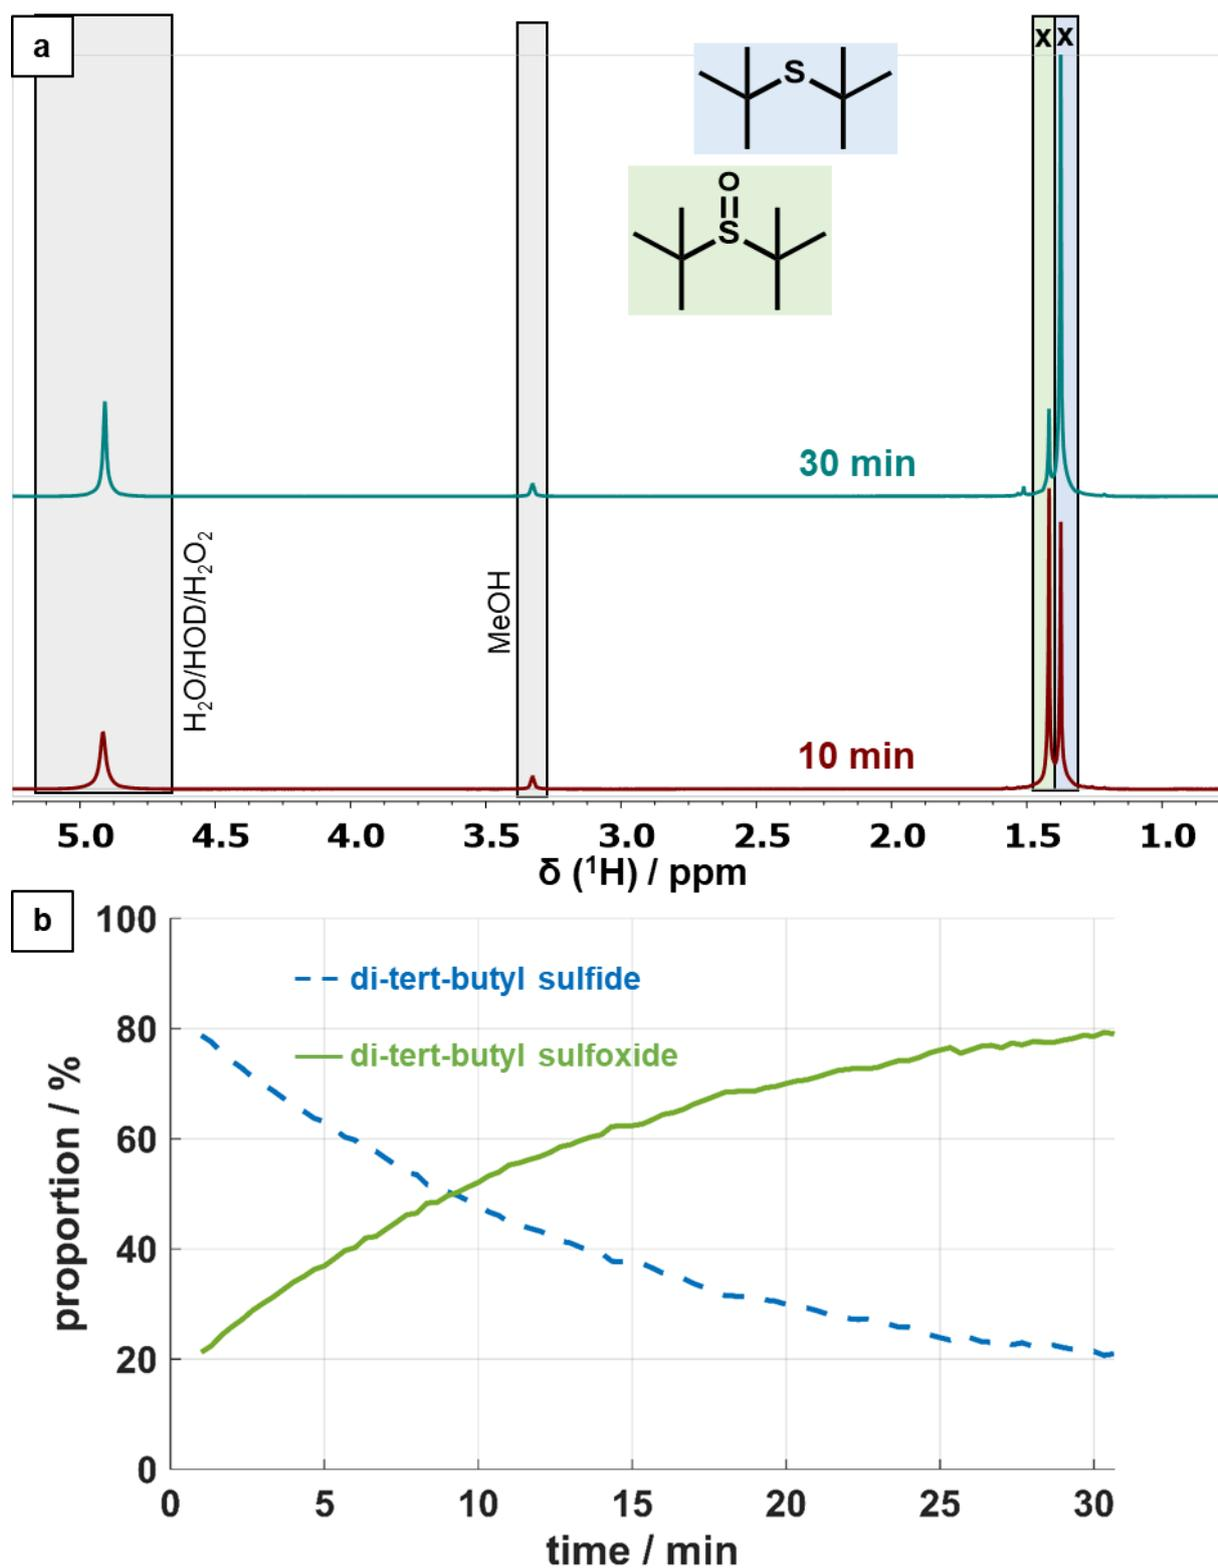 a
x x
S
O
S
30 min
H₂O/HOD/H₂O₂
MeOH
10 min
5.0 4.5 4.0 3.5 3.0 2.5 2.0 1.5 1.0
δ (¹H) / ppm
b
100
80
60
40
20
0
proportion / %
di-tert-butyl sulfide
di-tert-butyl sulfoxide
0 5 10 15 20 25 30
time / min